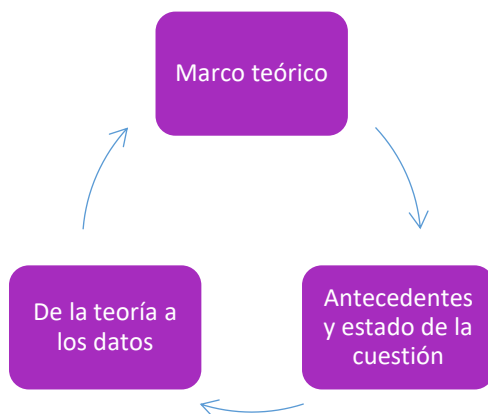 Marco teórico
Antecedentes
y estado de la
cuestión
De la teoría a
los datos